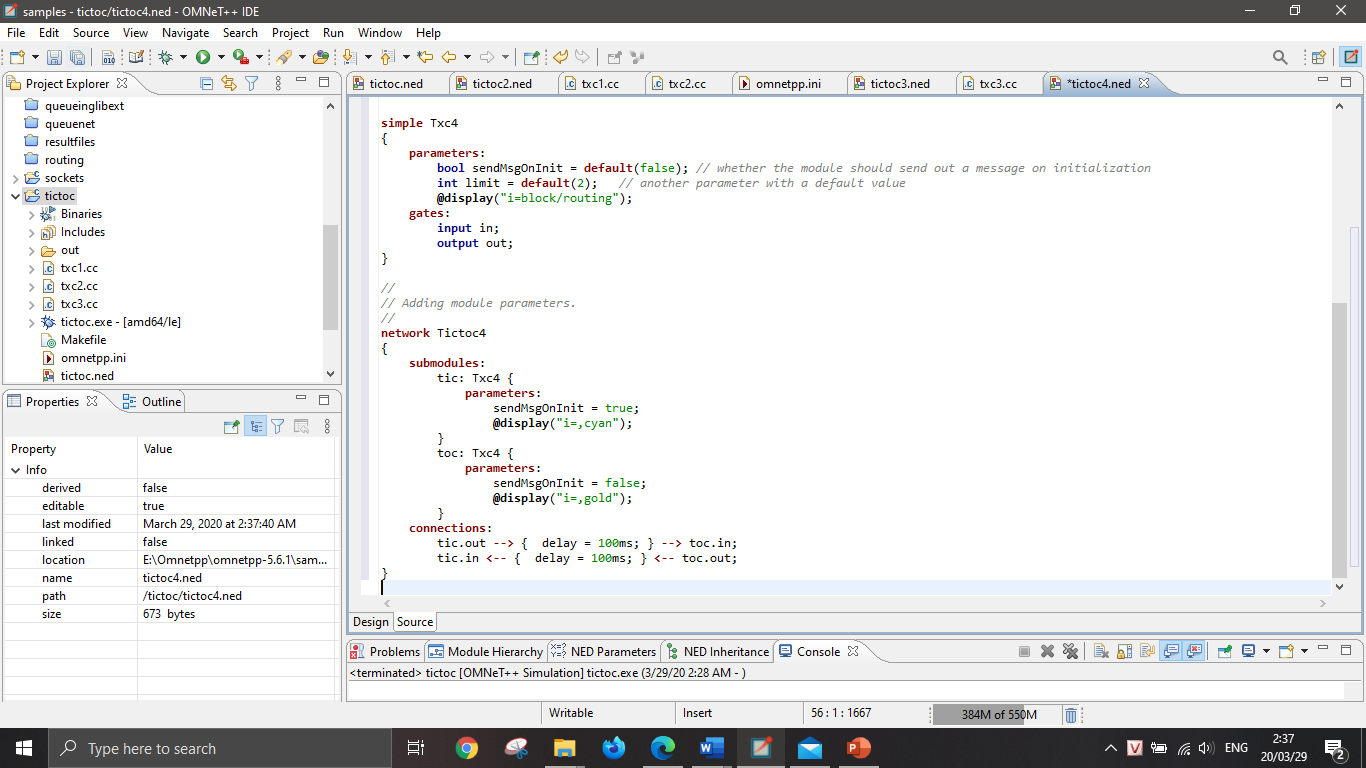 samples - tictoc/tictoc4.ned - OMNeT++ IDE
File Edit Source View Navigate Search Project Run Window Help
Project Explorer
tictoc.ned tictoc2.ned txc1.cc txc2.cc omnetpp.ini tictoc3.ned txc3.cc *tictoc4.ned
queueinglibext
queuenet
resultfiles
routing
sockets
tictoc
Binaries
Includes
out
txc1.cc
txc2.cc
txc3.cc
tictoc.exe - [amd64/le]
Makefile
omnetpp.ini
tictoc.ned
simple Txc4
{
parameters:
bool sendMsgOnInit = default(false); // whether the module should send out a message on initialization
int limit = default(2); // another parameter with a default value
@display("i=block/routing");
gates:
input in;
output out;
}
//
// Adding module parameters.
//
network Tictoc4
{
submodules:
tic: Txc4 {
parameters:
sendMsgOnInit = true;
@display("i=,cyan");
}
toc: Txc4 {
parameters:
sendMsgOnInit = false;
@display("i=,gold");
}
connections:
tic.out --> { delay = 100ms; } --> toc.in;
tic.in <-- { delay = 100ms; } <-- toc.out;
}
Design Source
Properties Outline
Property Value
Info
derived false
editable true
last modified March 29, 2020 at 2:37:40 AM
linked false
location E:\Omnetpp\omnetpp-5.6.1\sam...
name tictoc4.ned
path /tictoc/tictoc4.ned
size 673 bytes
Problems Module Hierarchy NED Parameters NED Inheritance Console
<terminated> tictoc [OMNeT++ Simulation] tictoc.exe (3/29/20 2:28 AM - )
Writable Insert 56 : 1 : 1667 384M of 550M
Type here to search
ENG
2:37
20/03/29
2